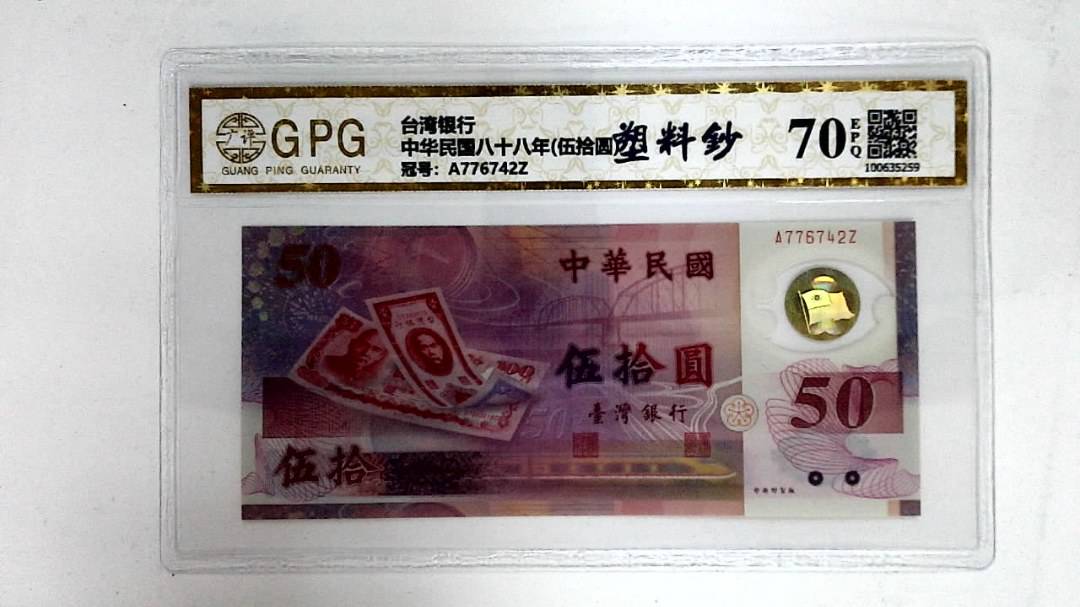 GPG
GUANG PING GUARANTY
台湾银行
中华民国八十八年(伍拾圆)
塑料鈔
冠号: A776742Z
70 EPQ
100635259
A776742Z
50
中華民國
伍拾圓
臺灣銀行
50
伍拾